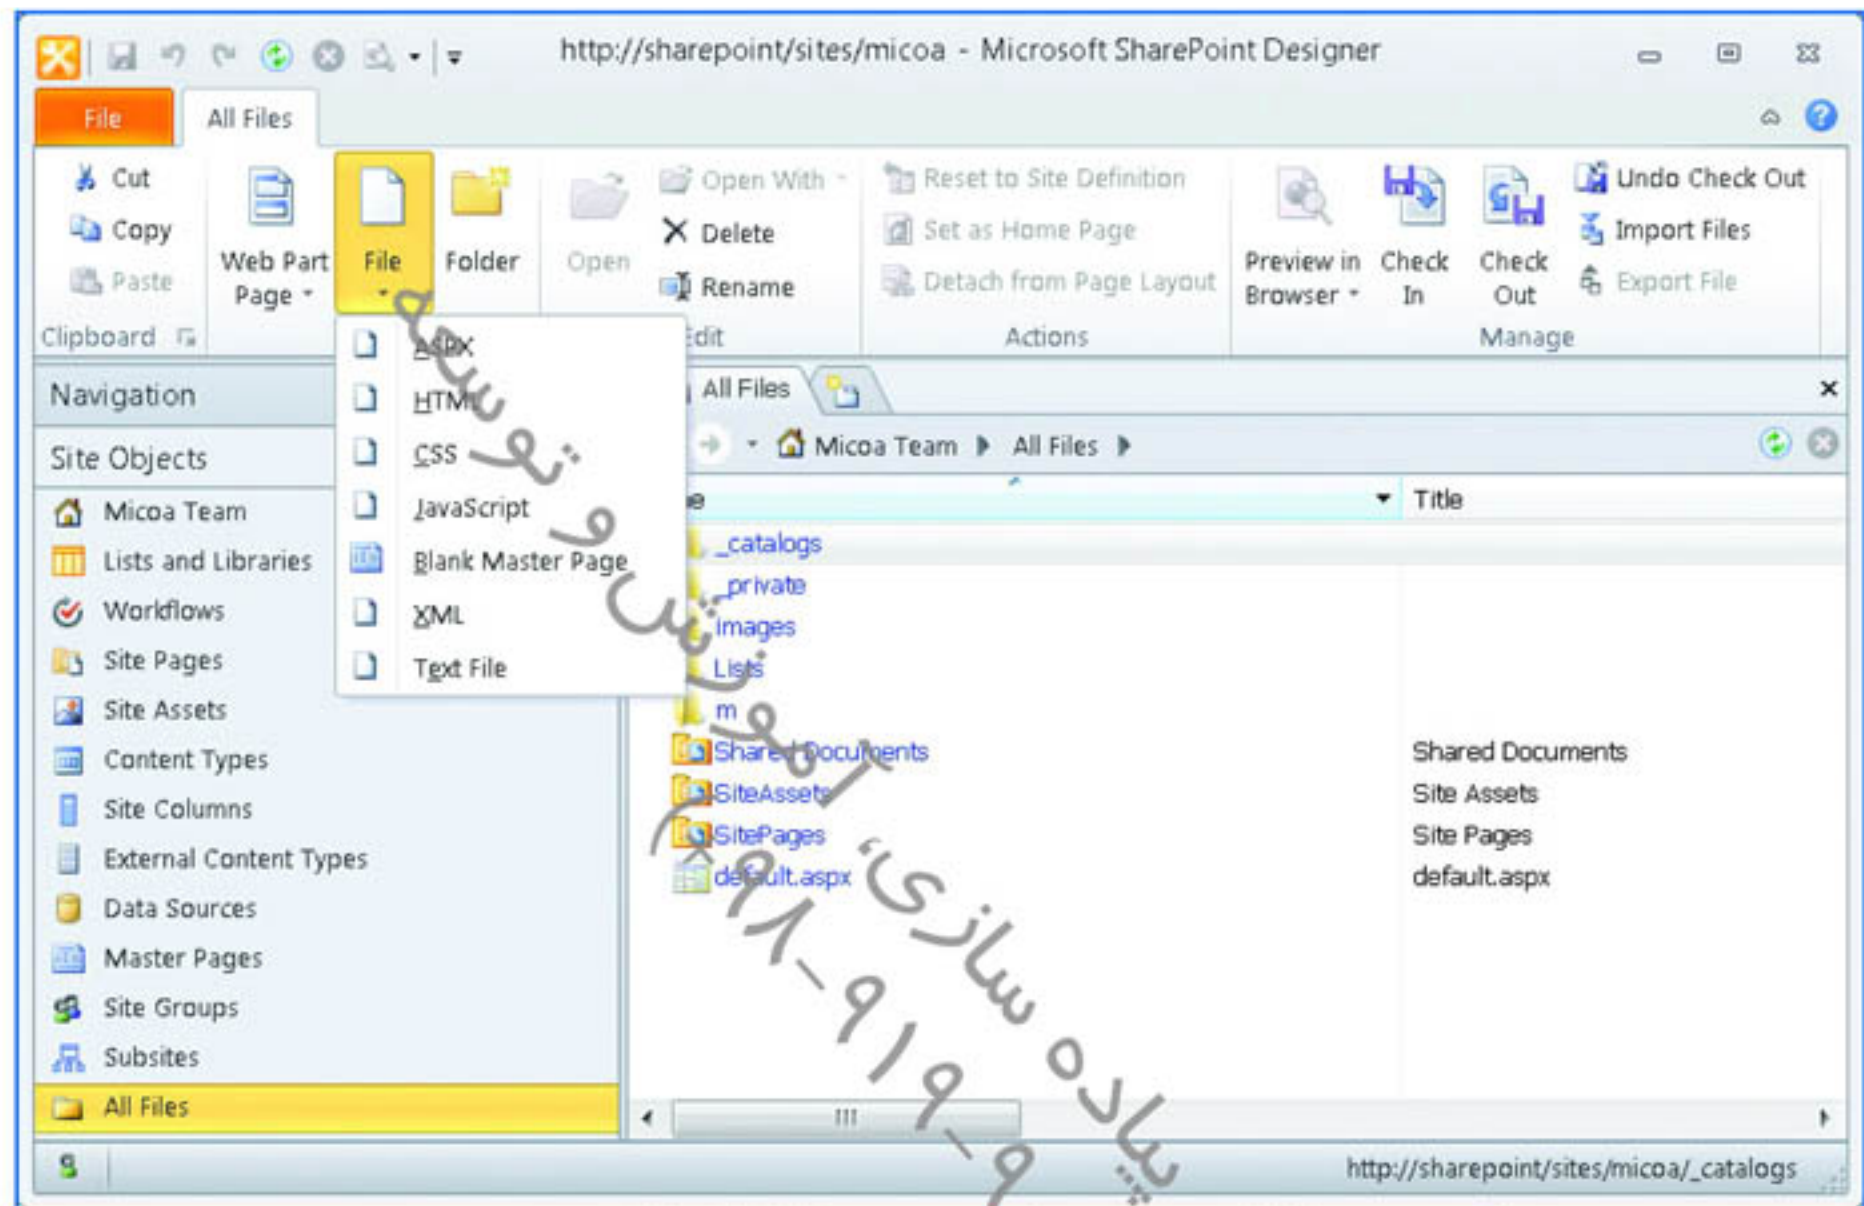 http://sharepoint/sites/micoa - Microsoft SharePoint Designer
File
All Files
Cut
Copy
Paste
Clipboard
Web Part Page
File
Folder
Open
Open With
Delete
Rename
Reset to Site Definition
Set as Home Page
Detach from Page Layout
Actions
Preview in Browser
Check In
Check Out
Undo Check Out
Import Files
Export File
Manage
ASPX
HTML
CSS
JavaScript
Blank Master Page
XML
Text File
Navigation
Site Objects
Micoa Team
Lists and Libraries
Workflows
Site Pages
Site Assets
Content Types
Site Columns
External Content Types
Data Sources
Master Pages
Site Groups
Subsites
All Files
All Files
Micoa Team
All Files
Title
_catalogs
_private
images
Lists
m
Shared Documents
Shared Documents
SiteAssets
Site Assets
SitePages
Site Pages
default.aspx
default.aspx
http://sharepoint/sites/micoa/_catalogs
پیاده سازی، آموزش و توسعه